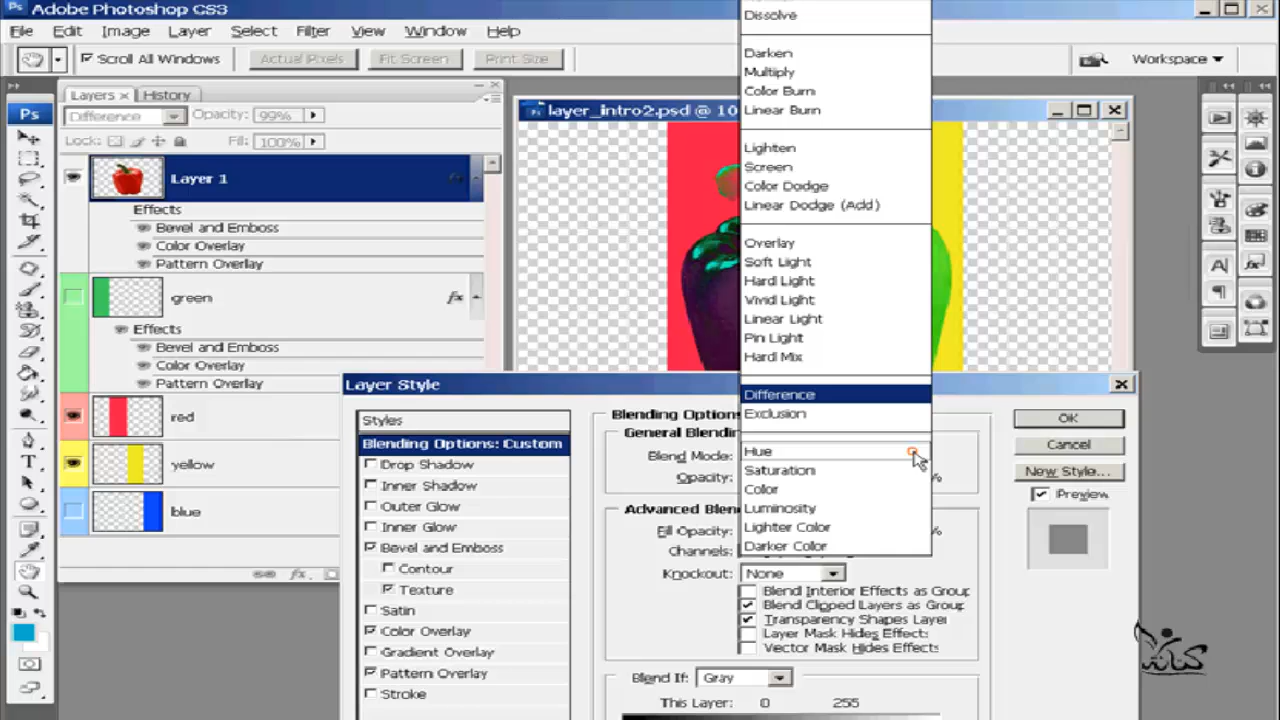 Ps Adobe Photoshop CS3
File Edit Image Layer Select Filter View Window Help
Scroll All Windows Actual Pixels Fit Screen Print Size Workspace
Layers × History
Difference Opacity: 99%
Lock: Fill: 100%
Ps
Layer 1 fx
Effects
Bevel and Emboss
Color Overlay
Pattern Overlay
green fx
Effects
Bevel and Emboss
Color Overlay
Pattern Overlay
red
yellow
blue
fx.
layer_intro2.psd @ 10
Dissolve
Darken
Multiply
Color Burn
Linear Burn
Lighten
Screen
Color Dodge
Linear Dodge (Add)
Overlay
Soft Light
Hard Light
Vivid Light
Linear Light
Pin Light
Hard Mix
Difference
Exclusion
Hue
Saturation
Color
Luminosity
Lighter Color
Darker Color
Layer Style
Styles
Blending Options: Custom
Drop Shadow
Inner Shadow
Outer Glow
Inner Glow
Bevel and Emboss
Contour
Texture
Satin
Color Overlay
Gradient Overlay
Pattern Overlay
Stroke
Blending Options
General Blending
Blend Mode:
Opacity: %
Advanced Blen
Fill Opacity: %
Channels:
Knockout: None
Blend Interior Effects as Group
Blend Clipped Layers as Group
Transparency Shapes Layer
Layer Mask Hides Effects
Vector Mask Hides Effects
Blend If: Gray
This Layer: 0 255
OK
Cancel
New Style...
Preview